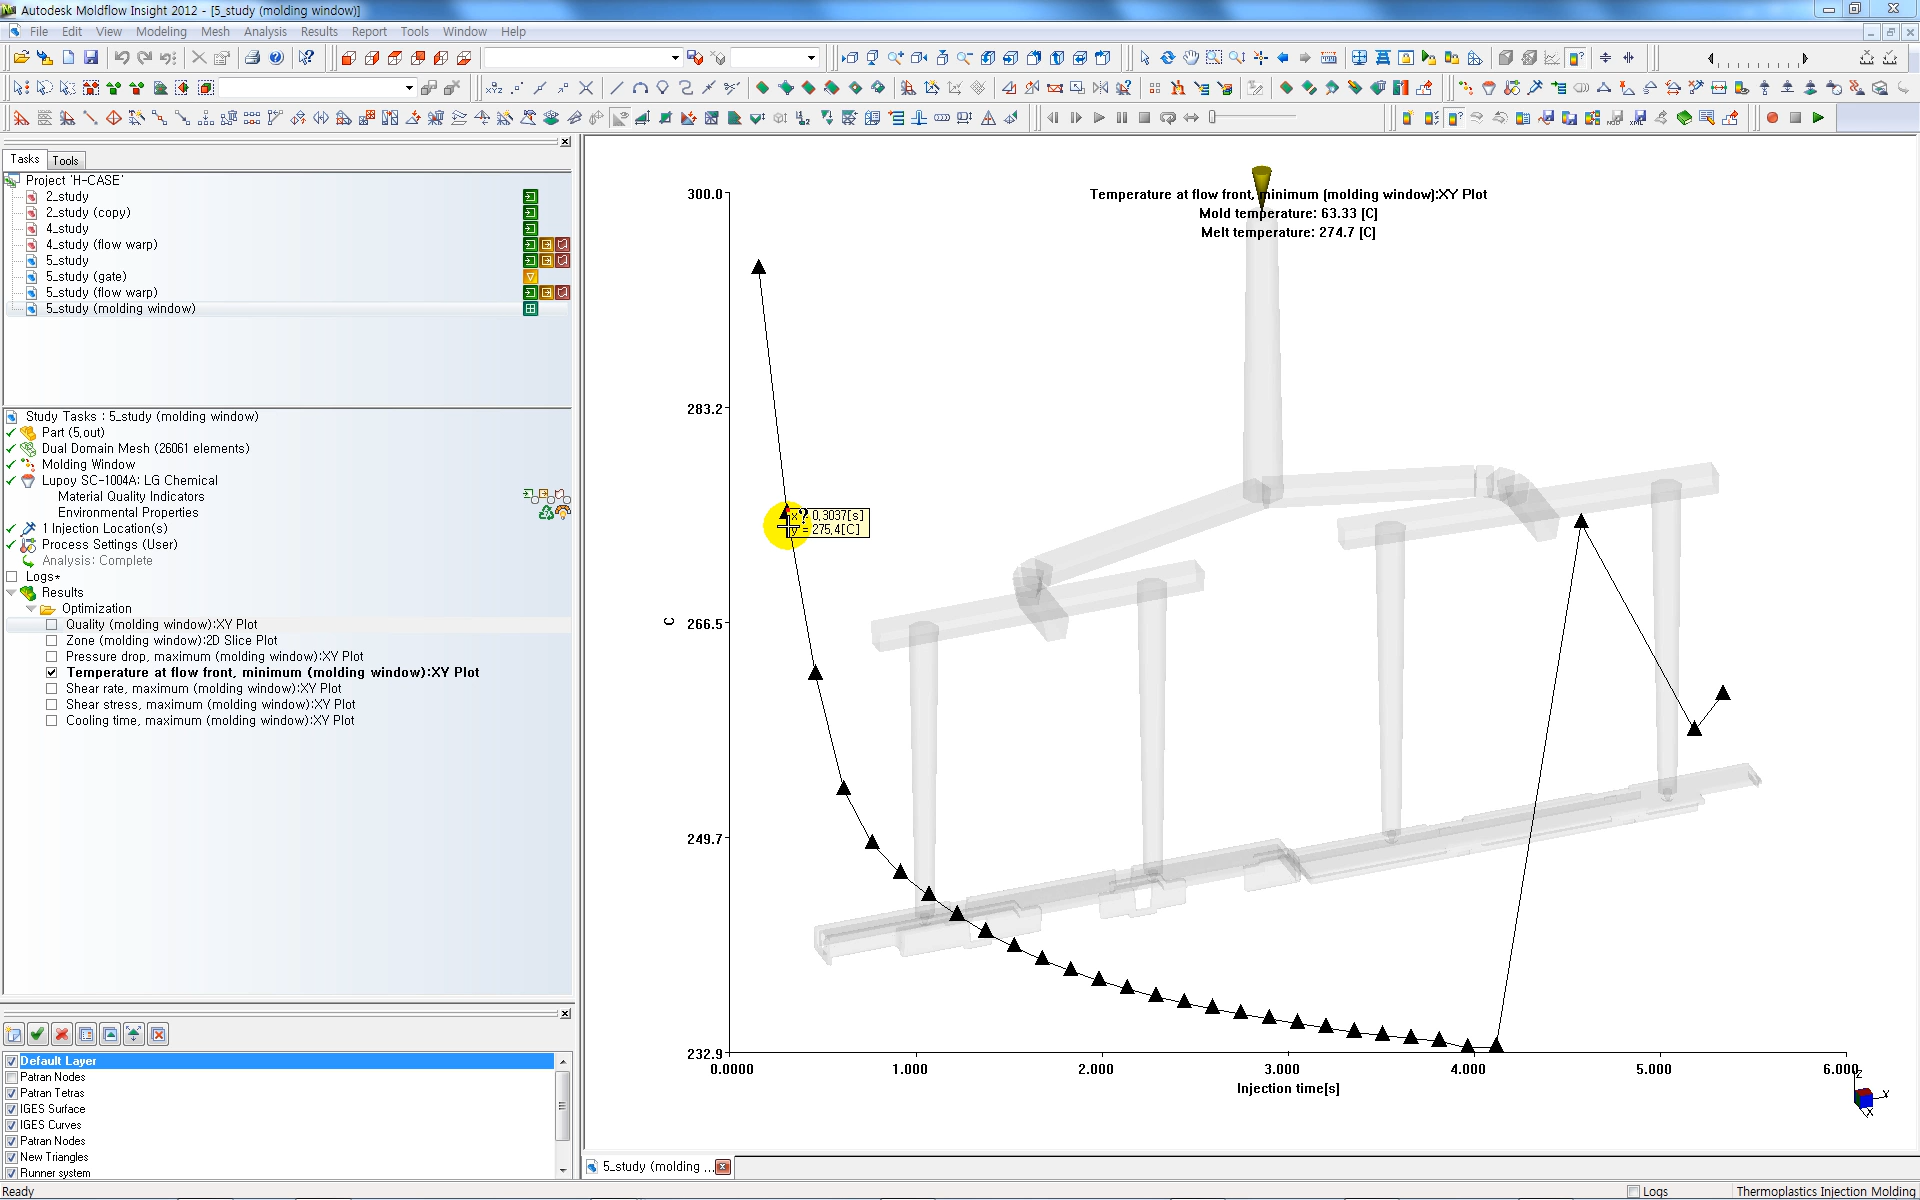 Autodesk Moldflow Insight 2012 - [5_study (molding window)]
File Edit View Modeling Mesh Analysis Results Report Tools Window Help
Tasks Tools
Project 'H-CASE'
2_study
2_study (copy)
4_study
4_study (flow warp)
5_study
5_study (gate)
5_study (flow warp)
5_study (molding window)
Study Tasks : 5_study (molding window)
Part (5,out)
Dual Domain Mesh (26061 elements)
Molding Window
Lupoy SC-1004A: LG Chemical
Material Quality Indicators
Environmental Properties
1 Injection Location(s)
Process Settings (User)
Analysis: Complete
Logs*
Results
Optimization
Quality (molding window):XY Plot
Zone (molding window):2D Slice Plot
Pressure drop, maximum (molding window):XY Plot
Temperature at flow front, minimum (molding window):XY Plot
Shear rate, maximum (molding window):XY Plot
Shear stress, maximum (molding window):XY Plot
Cooling time, maximum (molding window):XY Plot
Default Layer
Patran Nodes
Patran Tetras
IGES Surface
IGES Curves
Patran Nodes
New Triangles
Runner system
Temperature at flow front, minimum (molding window):XY Plot
Mold temperature: 63.33 [C]
Melt temperature: 274.7 [C]
300.0
283.2
266.5
249.7
232.9
C
x = 0,3037[s]
y = 275,4[C]
0.0000 1.000 2.000 3.000 4.000 5.000 6.000
Injection time[s]
Z
Y
X
5_study (molding ...
Ready
Logs
Thermoplastics Injection Molding